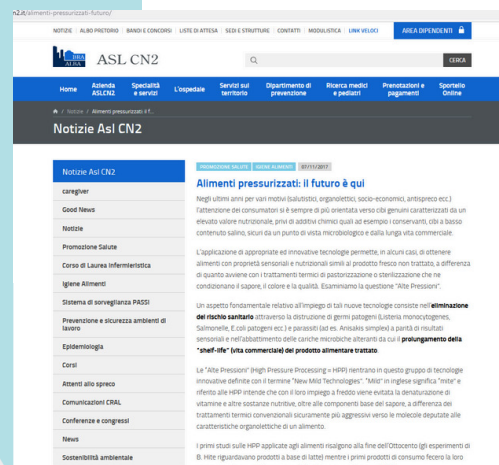 n2.it/alimenti-pressurizzati-futuro/
NOTIZIE ALBO PRETORIO BANDI E CONCORSI LISTE DI ATTESA SEDI E STRUTTURE CONTATTI MODULISTICA LINK VELOCI AREA DIPENDENTI
BRA
ALBA
ASL CN2
CERCA
Home Azienda ASLCN2 Specialità e servizi L'ospedale Servizi sul territorio Dipartimento di prevenzione Ricerca medici e pediatri Prenotazioni e pagamenti Sportello Online
/ Notizie / Alimenti pressurizzati: il f...
Notizie Asl CN2
Notizie Asl CN2
caregiver
Good News
Notizie
Promozione Salute
Corso di Laurea Infermieristica
Igiene Alimenti
Sistema di sorveglianza PASSI
Prevenzione e sicurezza ambienti di
lavoro
Epidemiologia
Corsi
Attenti allo spreco
Comunicazioni CRAL
Conferenze e congressi
News
Sostenibilità ambientale
PROMOZIONE SALUTE IGIENE ALIMENTI 07/11/2017
Alimenti pressurizzati: il futuro è qui
Negli ultimi anni per vari motivi (salutistici, organolettici, socio-economici, antispreco ecc.)
l'attenzione dei consumatori si è sempre di più orientata verso cibi genuini caratterizzati da un
elevato valore nutrizionale, privi di additivi chimici quali ad esempio i conservanti, cibi a basso
contenuto salino, sicuri da un punto di vista microbiologico e dalla lunga vita commerciale.
L'applicazione di appropriate ed innovative tecnologie permette, in alcuni casi, di ottenere
alimenti con proprietà sensoriali e nutrizionali simili al prodotto fresco non trattato, a differenza
di quanto avviene con i trattamenti termici di pastorizzazione o sterilizzazione che ne
condizionano il sapore, il colore e la qualità. Esaminiamo la questione "Alte Pressioni".
Un aspetto fondamentale relativo all'impiego di tali nuove tecnologie consiste nell'eliminazione
del rischio sanitario attraverso la distruzione di germi patogeni (Listeria monocytogenes,
Salmonelle, E.coli patogeni ecc.) e parassiti (ad es. Anisakis simplex) a parità di risultati
sensoriali e nell'abbattimento delle cariche microbiche alteranti da cui il prolungamento della
"shelf-life" (vita commerciale) del prodotto alimentare trattato.
Le "Alte Pressioni" (High Pressure Processing = HPP) rientrano in questo gruppo di tecnologie
innovative definite con il termine "New Mild Technologies". "Mild" in inglese significa "mite" e
riferito alle HPP intende che con il loro impiego a freddo viene evitata la denaturazione di
vitamine e altre sostanze nutritive, oltre alle componenti base del sapore, a differenza dei
trattamenti termici convenzionali sicuramente più aggressivi verso le molecole deputate alle
caratteristiche organolettiche di un alimento.
I primi studi sulle HPP applicate agli alimenti risalgono alla fine dell'Ottocento (gli esperimenti di
B. Hite riguardavano prodotti a base di latte) mentre i primi prodotti di consumo fecero la loro